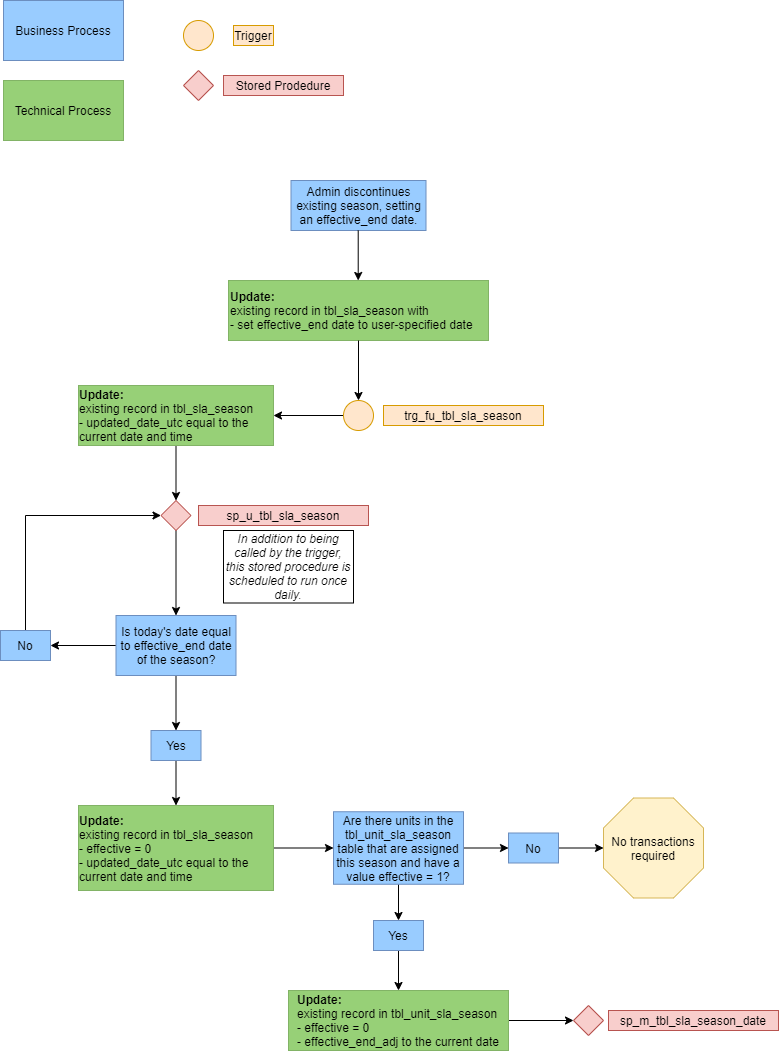 Business Process
Trigger
Stored Prodedure
Technical Process
Admin discontinues
existing season, setting
an effective_end date.
Update:
existing record in tbl_sla_season with
- set effective_end date to user-specified date
Update:
existing record in tbl_sla_season
- updated_date_utc equal to the
current date and time
trg_fu_tbl_sla_season
sp_u_tbl_sla_season
In addition to being
called by the trigger,
this stored procedure is
scheduled to run once
daily.
Is today's date equal
to effective_end date
of the season?
No
Yes
Update:
existing record in tbl_sla_season
- effective = 0
- updated_date_utc equal to the
current date and time
Are there units in the
tbl_unit_sla_season
table that are assigned
this season and have a
value effective = 1?
No
No transactions
required
Yes
Update:
existing record in tbl_unit_sla_season
- effective = 0
- effective_end_adj to the current date
sp_m_tbl_sla_season_date